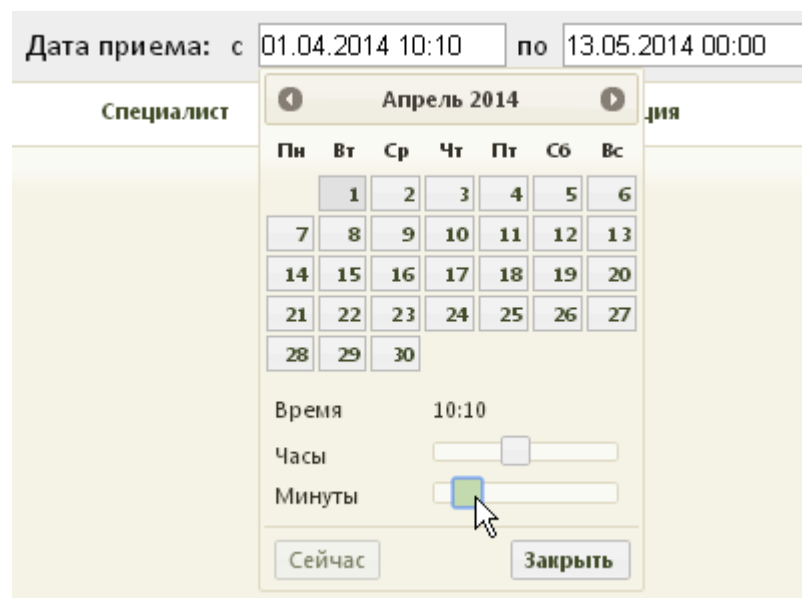 Дата приема: с 01.04.2014 10:10 по 13.05.2014 00:00
Специалист ция
Апрель 2014
Пн Вт Ср Чт Пт Сб Вс
1 2 3 4 5 6
7 8 9 10 11 12 13
14 15 16 17 18 19 20
21 22 23 24 25 26 27
28 29 30
Время 10:10
Часы
Минуты
Сейчас Закрыть